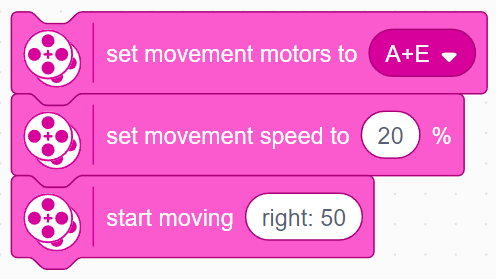 set movement motors to A+E
set movement speed to 20 %
start moving right: 50